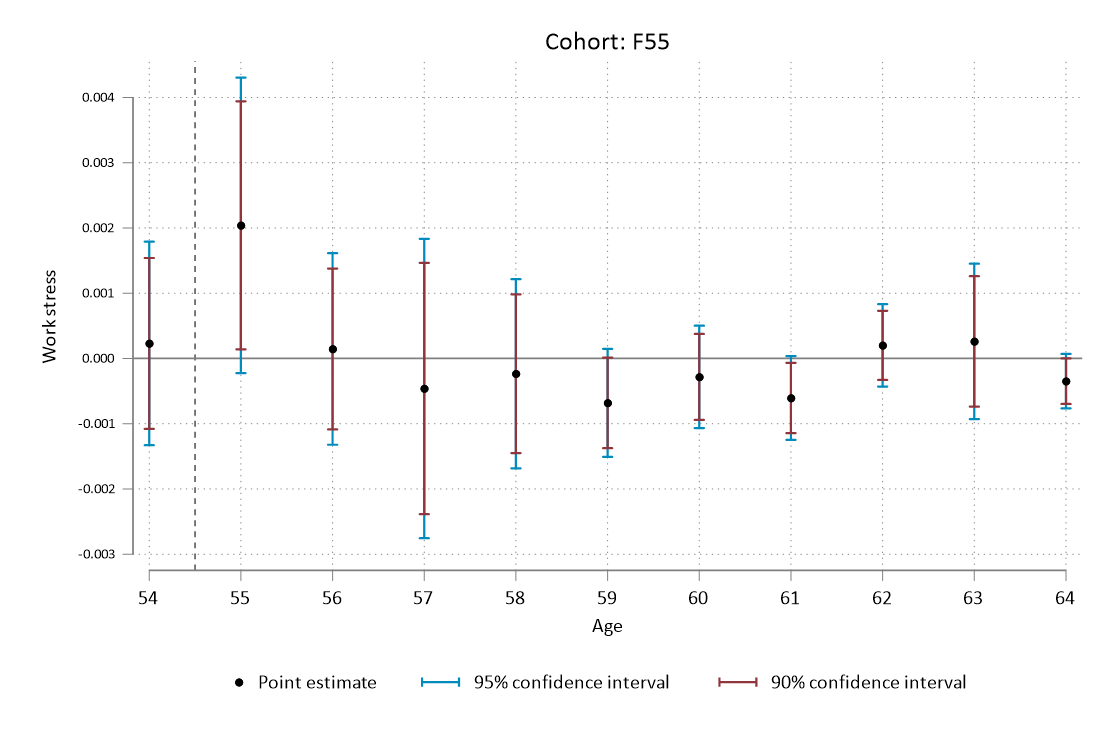 Cohort: F55
0.004
0.003
0.002
0.001
0.000
-0.001
-0.002
-0.003
Work stress
54 55 56 57 58 59 60 61 62 63 64
Age
Point estimate 95% confidence interval 90% confidence interval